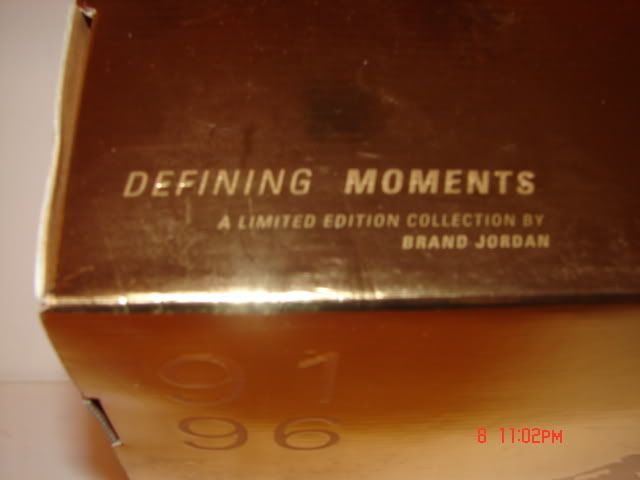 DEFINING MOMENTS
A LIMITED EDITION COLLECTION BY
BRAND JORDAN
91
96
8 11:02PM